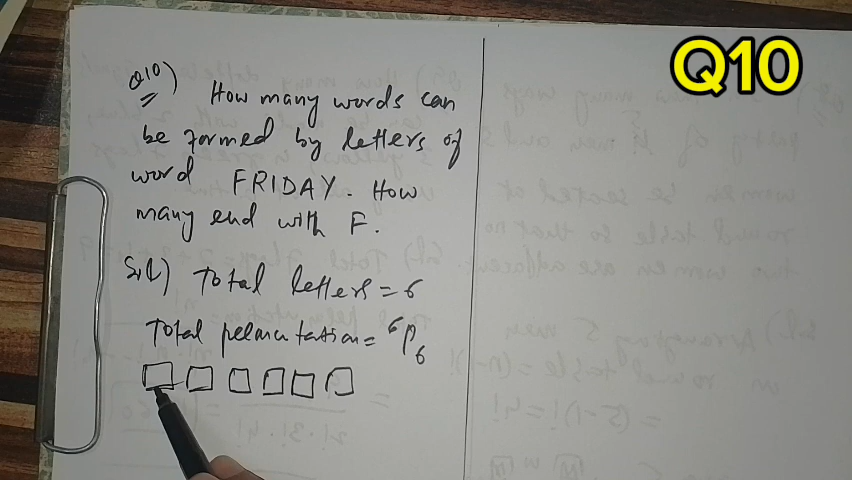 Q10
Q10)
How many words can
be formed by letters of
word FRIDAY. How
many end with F.
Sol) Total letters = 6
Total permutation = ⁶P₆